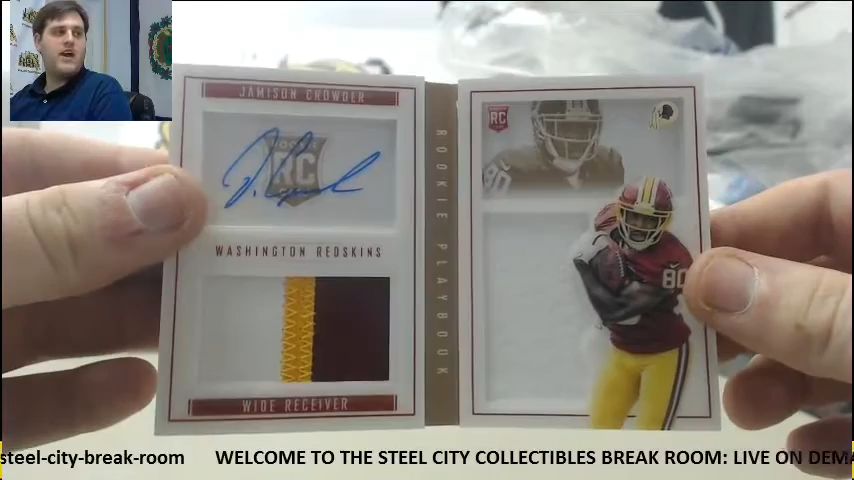 JAMISON CROWDER
RC
WASHINGTON REDSKINS
WIDE RECEIVER
ROOKIE PLAYBOOK
RC
80
80
steel-city-break-room WELCOME TO THE STEEL CITY COLLECTIBLES BREAK ROOM: LIVE ON DEMA